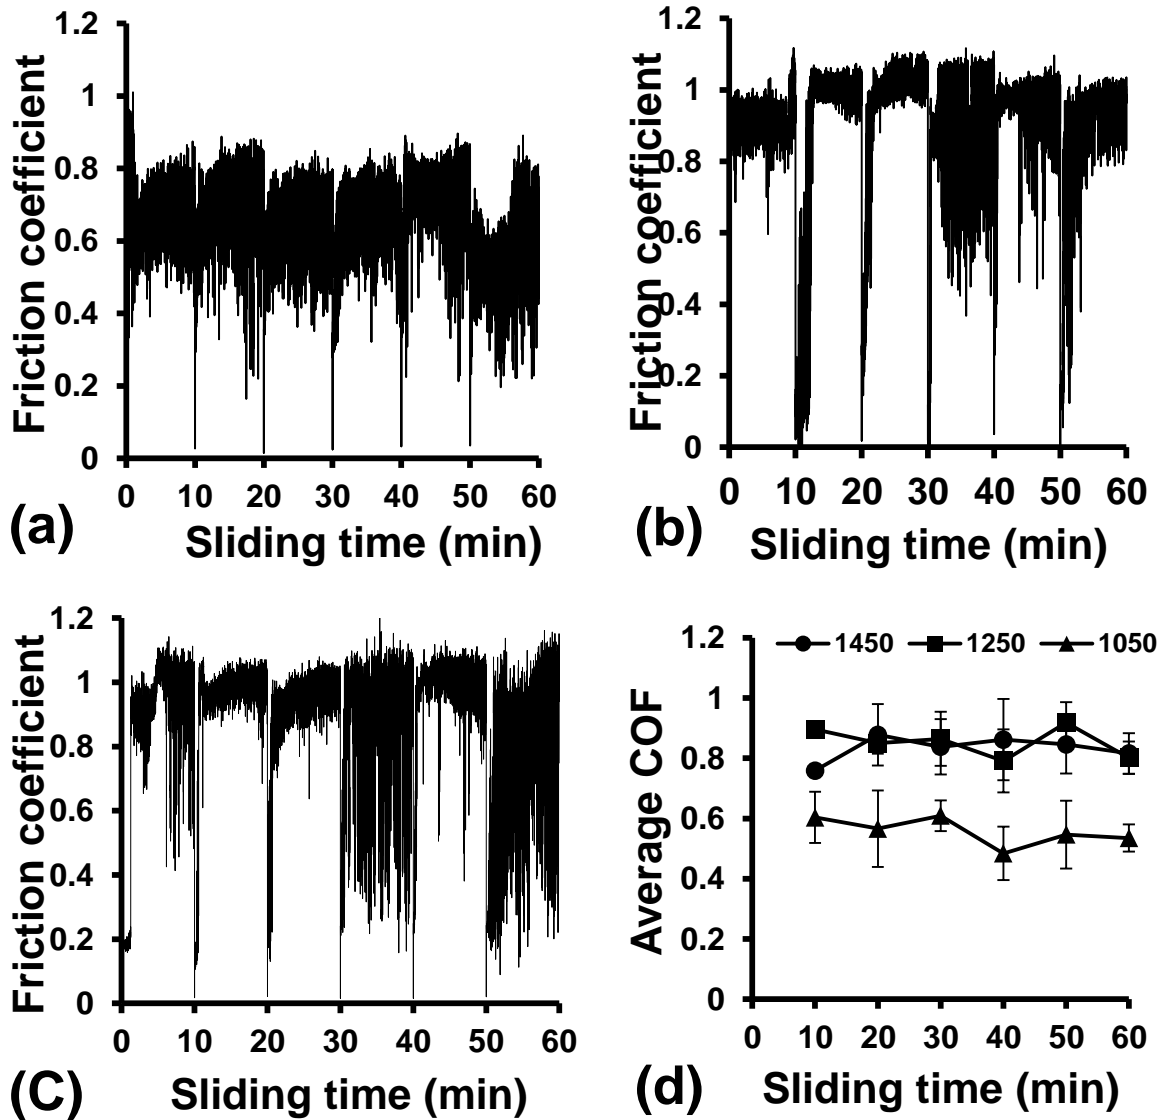 1.2
1
0.8
0.6
0.4
0.2
0
Friction coefficient
0 10 20 30 40 50 60
Sliding time (min)
(a)
1.2
1
0.8
0.6
0.4
0.2
0
Friction coefficient
0 10 20 30 40 50 60
Sliding time (min)
(b)
1.2
1
0.8
0.6
0.4
0.2
0
Friction coefficient
0 10 20 30 40 50 60
Sliding time (min)
(C)
1450 1250 1050
1.2
1
0.8
0.6
0.4
0.2
0
Average COF
0 10 20 30 40 50 60
Sliding time (min)
(d)